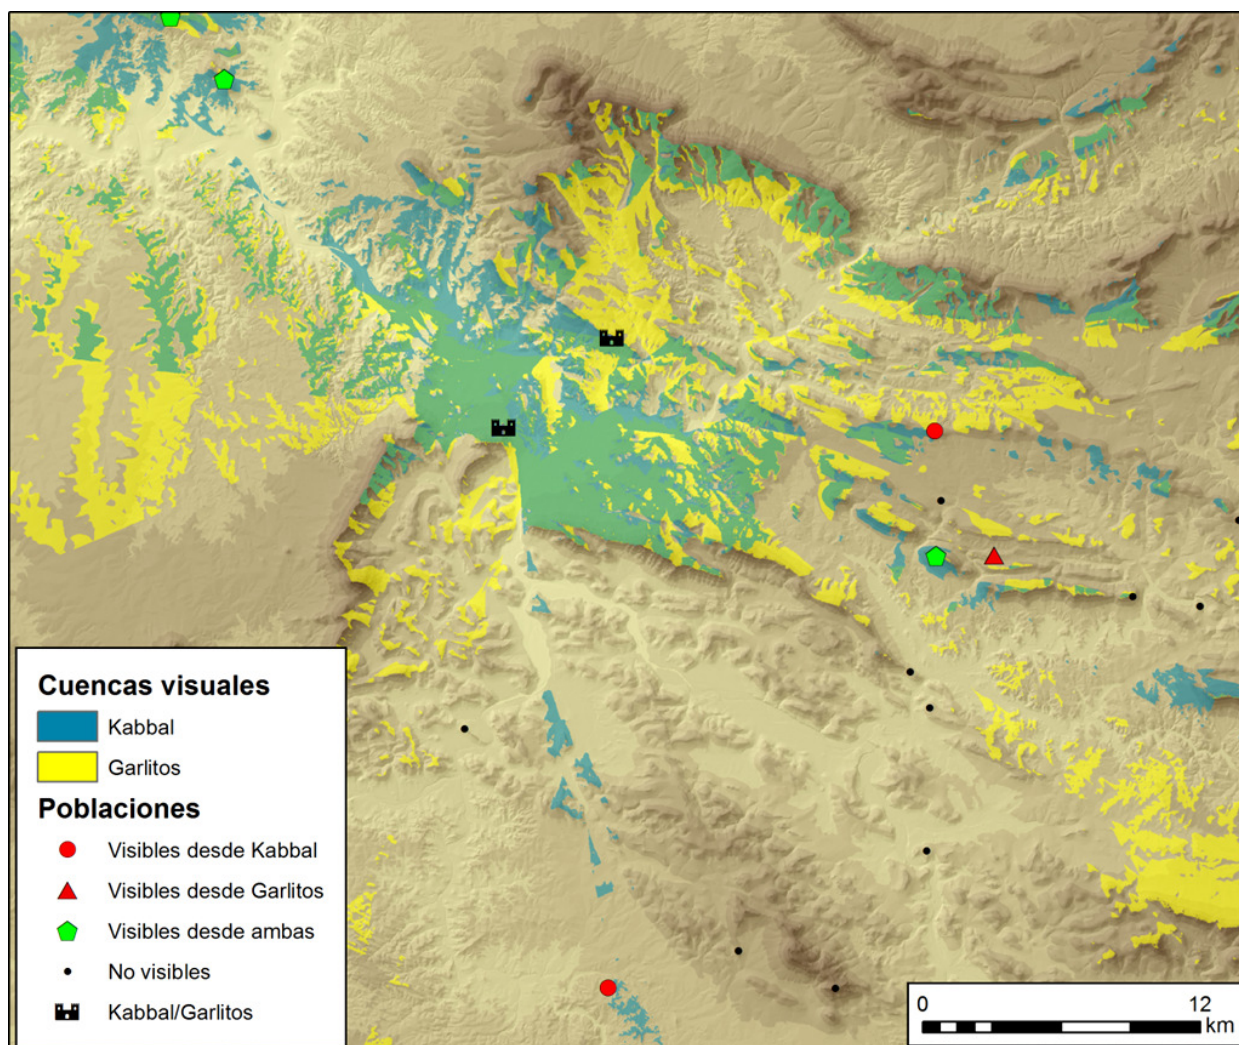 Cuencas visuales
Kabbal
Garlitos
Poblaciones
Visibles desde Kabbal
Visibles desde Garlitos
Visibles desde ambas
No visibles
Kabbal/Garlitos
0 12
km